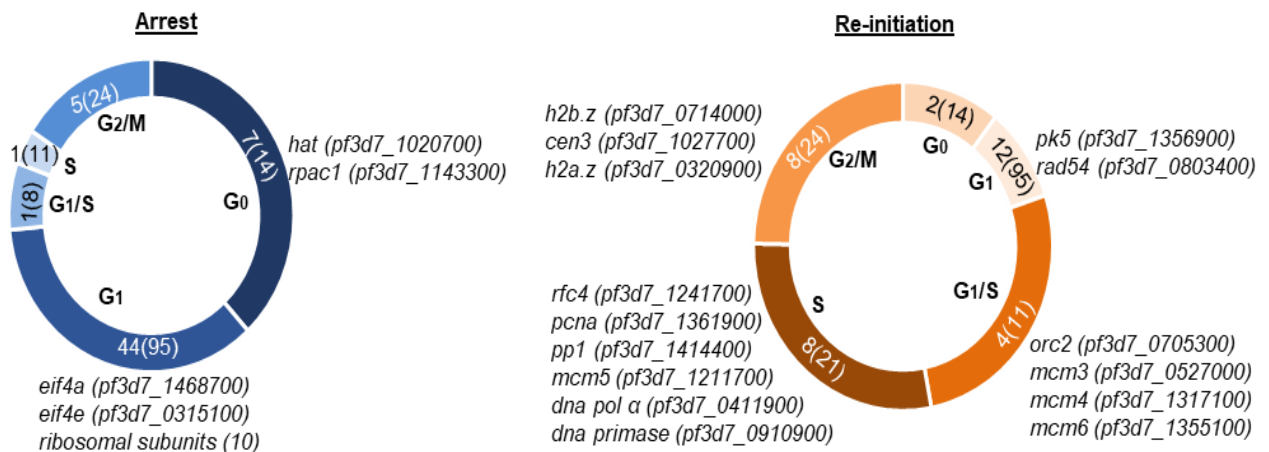 Arrest
5(24)
G2/M
1(11)
S
1(8)
G1/S
G1
44(95)
7(14)
G0
hat (pf3d7_1020700)
rpac1 (pf3d7_1143300)
eif4a (pf3d7_1468700)
eif4e (pf3d7_0315100)
ribosomal subunits (10)
Re-initiation
h2b.z (pf3d7_0714000)
cen3 (pf3d7_1027700)
h2a.z (pf3d7_0320900)
8(24)
G2/M
2(14)
G0
12(95)
G1
pk5 (pf3d7_1356900)
rad54 (pf3d7_0803400)
G1/S
4(11)
S
8(21)
rfc4 (pf3d7_1241700)
pcna (pf3d7_1361900)
pp1 (pf3d7_1414400)
mcm5 (pf3d7_1211700)
dna pol α (pf3d7_0411900)
dna primase (pf3d7_0910900)
orc2 (pf3d7_0705300)
mcm3 (pf3d7_0527000)
mcm4 (pf3d7_1317100)
mcm6 (pf3d7_1355100)